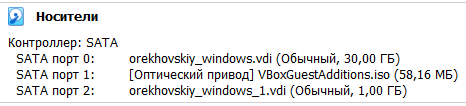 Носители
Контроллер: SATA
SATA порт 0: orekhovskiy_windows.vdi (Обычный, 30,00 ГБ)
SATA порт 1: [Оптический привод] VBoxGuestAdditions.iso (58,16 МБ)
SATA порт 2: orekhovskiy_windows_1.vdi (Обычный, 1,00 ГБ)